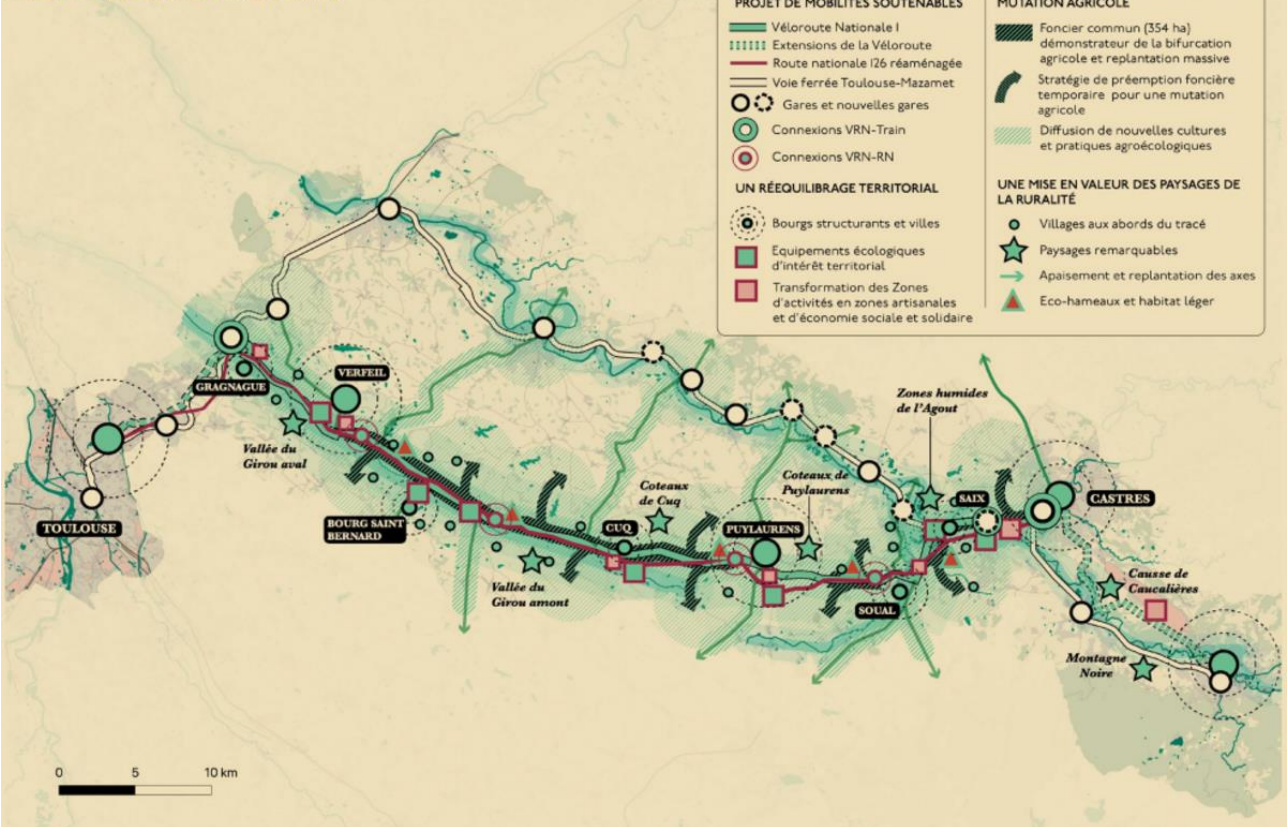 PROJET DE MOBILITÉS SOUTENABLES
Véloroute Nationale 1
Extensions de la Véloroute
Route nationale 126 réaménagée
Voie ferrée Toulouse-Mazamet
Gares et nouvelles gares
Connexions VRN-Train
Connexions VRN-RN
UN RÉEQUILIBRAGE TERRITORIAL
Bourgs structurants et villes
Equipements écologiques
d'intérêt territorial
Transformation des Zones
d'activités en zones artisanales
et d'économie sociale et solidaire
MUTATION AGRICOLE
Foncier commun (354 ha)
démonstrateur de la bifurcation
agricole et replantation massive
Stratégie de préemption foncière
temporaire pour une mutation
agricole
Diffusion de nouvelles cultures
et pratiques agroécologiques
UNE MISE EN VALEUR DES PAYSAGES DE
LA RURALITÉ
Villages aux abords du tracé
Paysages remarquables
Apaisement et replantation des axes
Eco-hameaux et habitat léger
GRAGNAGUE
VERFEIL
Vallée du
Girou aval
TOULOUSE
BOURG SAINT
BERNARD
Vallée du
Girou amont
CUQ
Coteaux
de Cuq
PUYLAURENS
Coteaux de
Puylaurens
Zones humides
de l'Agout
SAIX
CASTRES
SOUAL
Causse de
Caucalières
Montagne
Noire
0 5 10 km